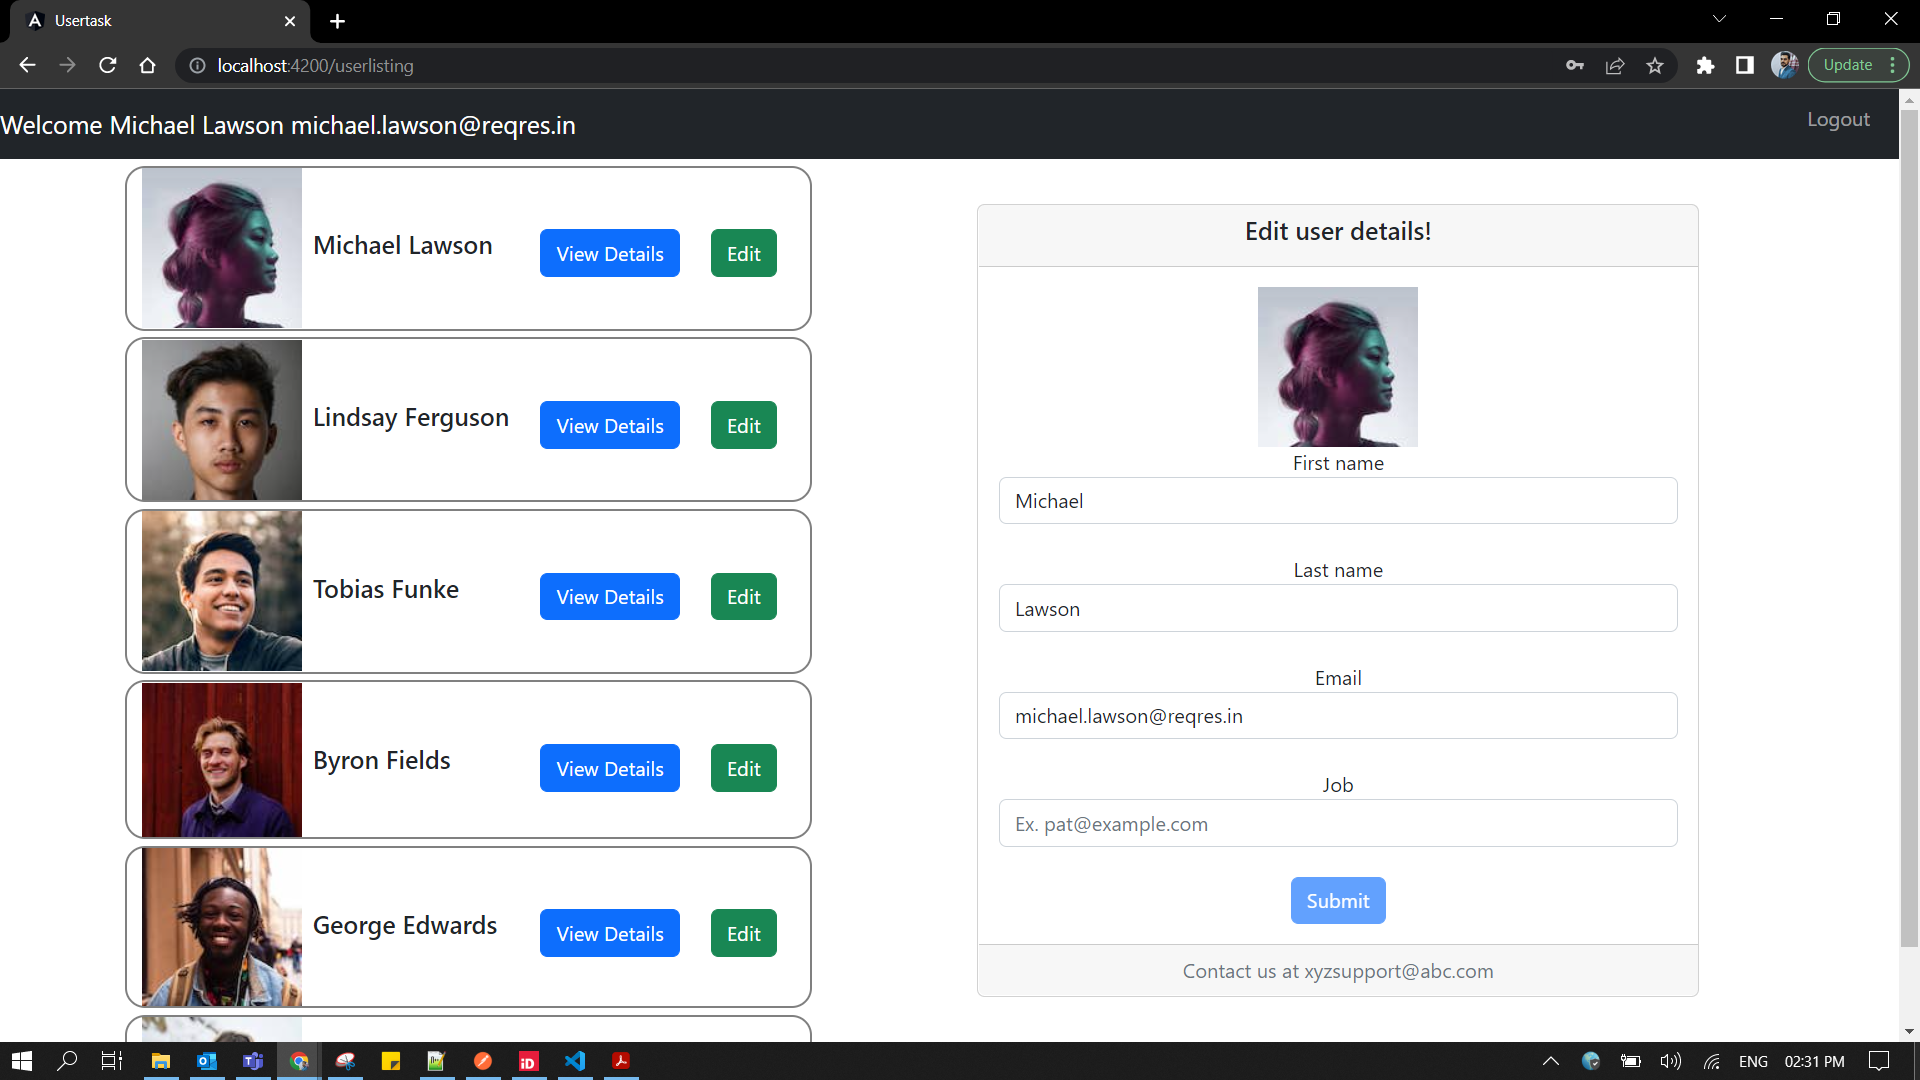 Usertask
localhost:4200/userlisting
Update
Welcome Michael Lawson michael.lawson@reqres.in
Logout
Michael Lawson
View Details
Edit
Lindsay Ferguson
View Details
Edit
Tobias Funke
View Details
Edit
Byron Fields
View Details
Edit
George Edwards
View Details
Edit
Edit user details!
First name
Michael
Last name
Lawson
Email
michael.lawson@reqres.in
Job
Ex. pat@example.com
Submit
Contact us at xyzsupport@abc.com
iD
ENG
02:31 PM